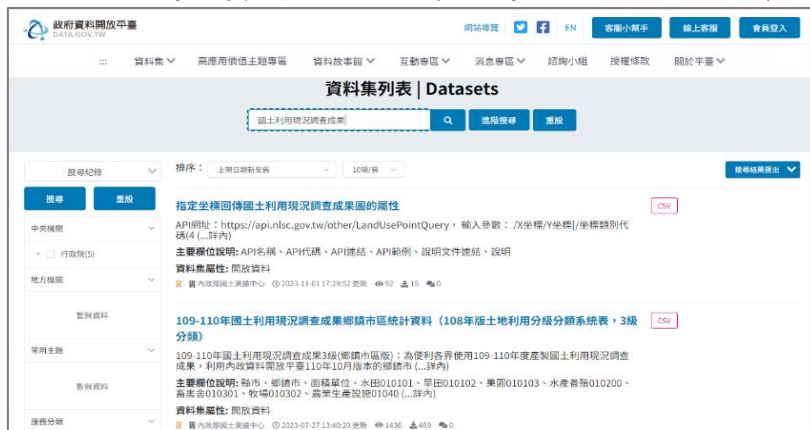 政府資料開放平臺
DATA.GOV.TW
網站導覽 EN 客服小幫手 線上客服 會員登入
::: 資料集 高應用價值主題專區 資料故事館 互動專區 消息專區 諮詢小組 授權條款 關於平臺
資料集列表 | Datasets
國土利用現況調查成果
進階搜尋 重設
搜尋紀錄
搜尋 重設
中央機關
行政院(5)
地方機關
暫無資料
常用主題
暫無資料
服務分類
排序： 上架日期新至舊 10項/頁 搜尋結果匯出
指定坐標回傳國土利用現況調查成果圖的屬性 CSV
API網址：https://api.nlsc.gov.tw/other/LandUsePointQuery， 輸入參數： /X坐標/Y坐標[/坐標類別代
碼(4 (...詳內)
主要欄位說明: API名稱、API代碼、API連結、API範例、說明文件連結、說明
資料集屬性: 開放資料
內政部國土測繪中心 2023-11-01 17:29:52 更新 92 15 0
109-110年國土利用現況調查成果鄉鎮市區統計資料（108年版土地利用分級分類系統表，3級 CSV
分類）
109-110年國土利用現況調查成果3級(鄉鎮市區版)：為便利各界使用109-110年度產製國土利用現況調查
成果，利用內政資料開放平臺110年10月版本的鄉鎮市 (...詳內)
主要欄位說明: 縣市、鄉鎮市、面積單位、水田010101、旱田010102、果園010103、水產養殖010200、
畜禽舍010301、牧場010302、農業生產設施01040 (...詳內)
資料集屬性: 開放資料
內政部國土測繪中心 2023-07-27 13:40:20 更新 1436 489 0